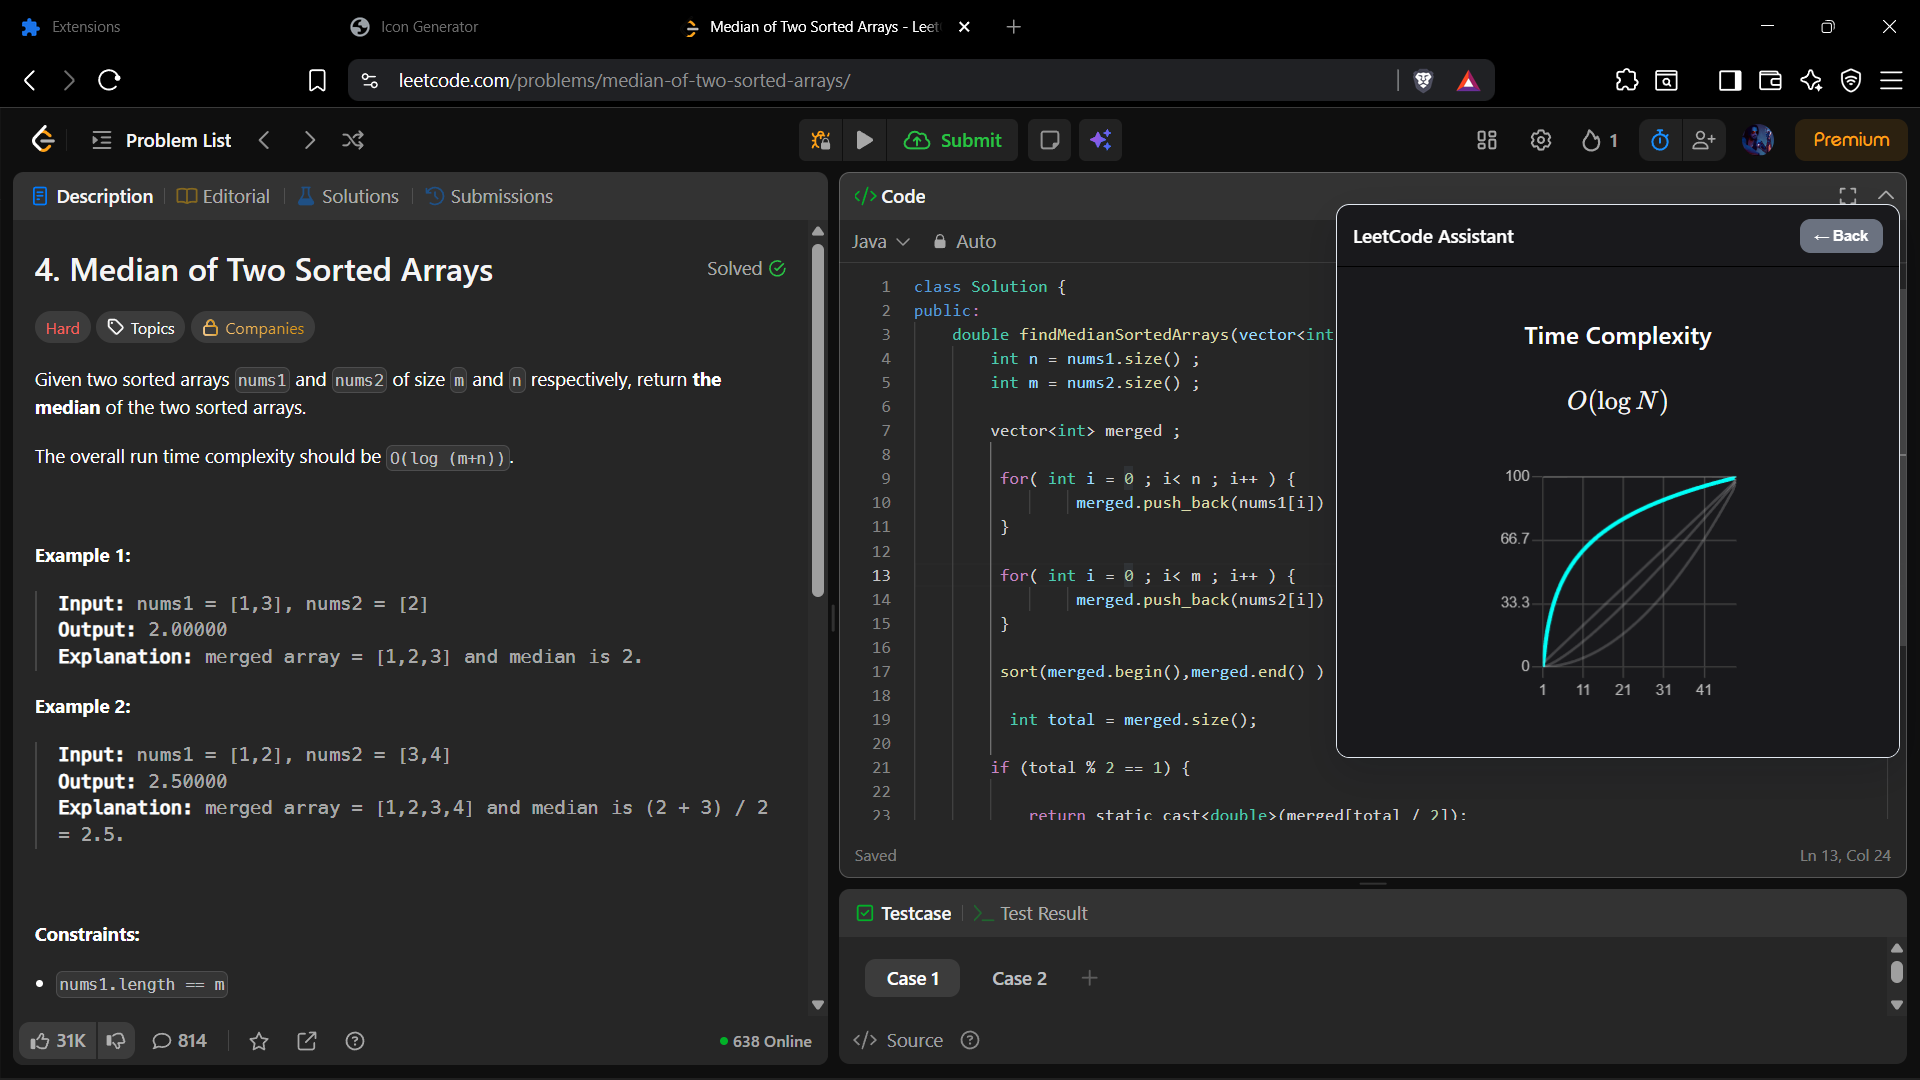 Extensions
Icon Generator
Median of Two Sorted Arrays - Leet
leetcode.com/problems/median-of-two-sorted-arrays/
Problem List
Submit
1
Premium
Description
Editorial
Solutions
Submissions
4. Median of Two Sorted Arrays
Solved
Hard
Topics
Companies
Given two sorted arrays nums1 and nums2 of size m and n respectively, return the
median of the two sorted arrays.
The overall run time complexity should be O(log (m+n)).
Example 1:
Input: nums1 = [1,3], nums2 = [2]
Output: 2.00000
Explanation: merged array = [1,2,3] and median is 2.
Example 2:
Input: nums1 = [1,2], nums2 = [3,4]
Output: 2.50000
Explanation: merged array = [1,2,3,4] and median is (2 + 3) / 2
= 2.5.
Constraints:
• nums1.length == m
31K
814
638 Online
</> Code
Java
Auto
1 class Solution {
2 public:
3 double findMedianSortedArrays(vector<int
4 int n = nums1.size() ;
5 int m = nums2.size() ;
6
7 vector<int> merged ;
8
9 for( int i = 0 ; i< n ; i++ ) {
10 merged.push_back(nums1[i])
11 }
12
13 for( int i = 0 ; i< m ; i++ ) {
14 merged.push_back(nums2[i])
15 }
16
17 sort(merged.begin(),merged.end() )
18
19 int total = merged.size();
20
21 if (total % 2 == 1) {
22
23 return static_cast<double>(merged[total / 2]);
Saved
Ln 13, Col 24
LeetCode Assistant
← Back
Time Complexity
O(log N)
100
66.7
33.3
0
1 11 21 31 41
Testcase
>_ Test Result
Case 1
Case 2
+
</> Source